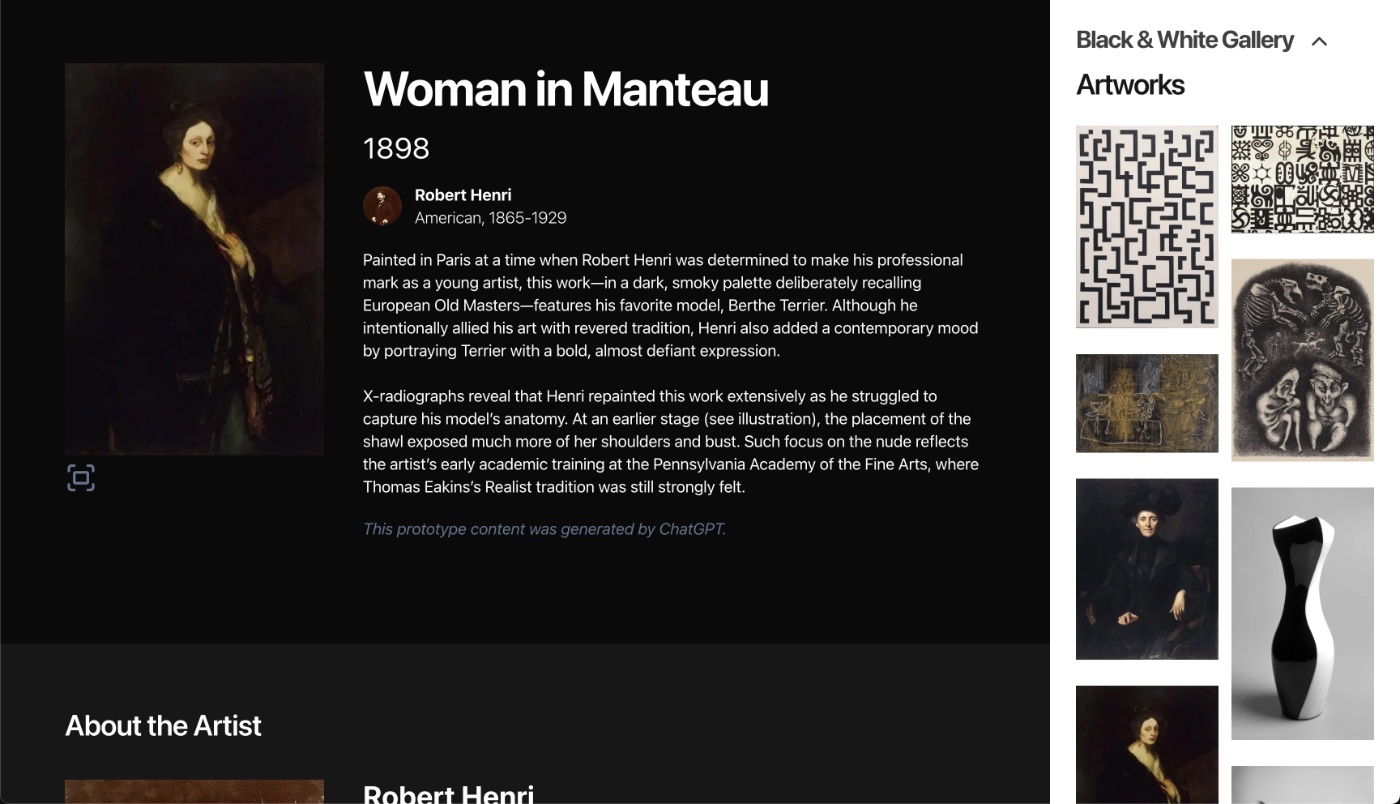 Woman in Manteau
1898
Robert Henri
American, 1865-1929
Painted in Paris at a time when Robert Henri was determined to make his professional
mark as a young artist, this work—in a dark, smoky palette deliberately recalling
European Old Masters—features his favorite model, Berthe Terrier. Although he
intentionally allied his art with revered tradition, Henri also added a contemporary mood
by portraying Terrier with a bold, almost defiant expression.
X-radiographs reveal that Henri repainted this work extensively as he struggled to
capture his model’s anatomy. At an earlier stage (see illustration), the placement of the
shawl exposed much more of her shoulders and bust. Such focus on the nude reflects
the artist’s early academic training at the Pennsylvania Academy of the Fine Arts, where
Thomas Eakins’s Realist tradition was still strongly felt.
This prototype content was generated by ChatGPT.
About the Artist
Robert Henri
Black & White Gallery
Artworks